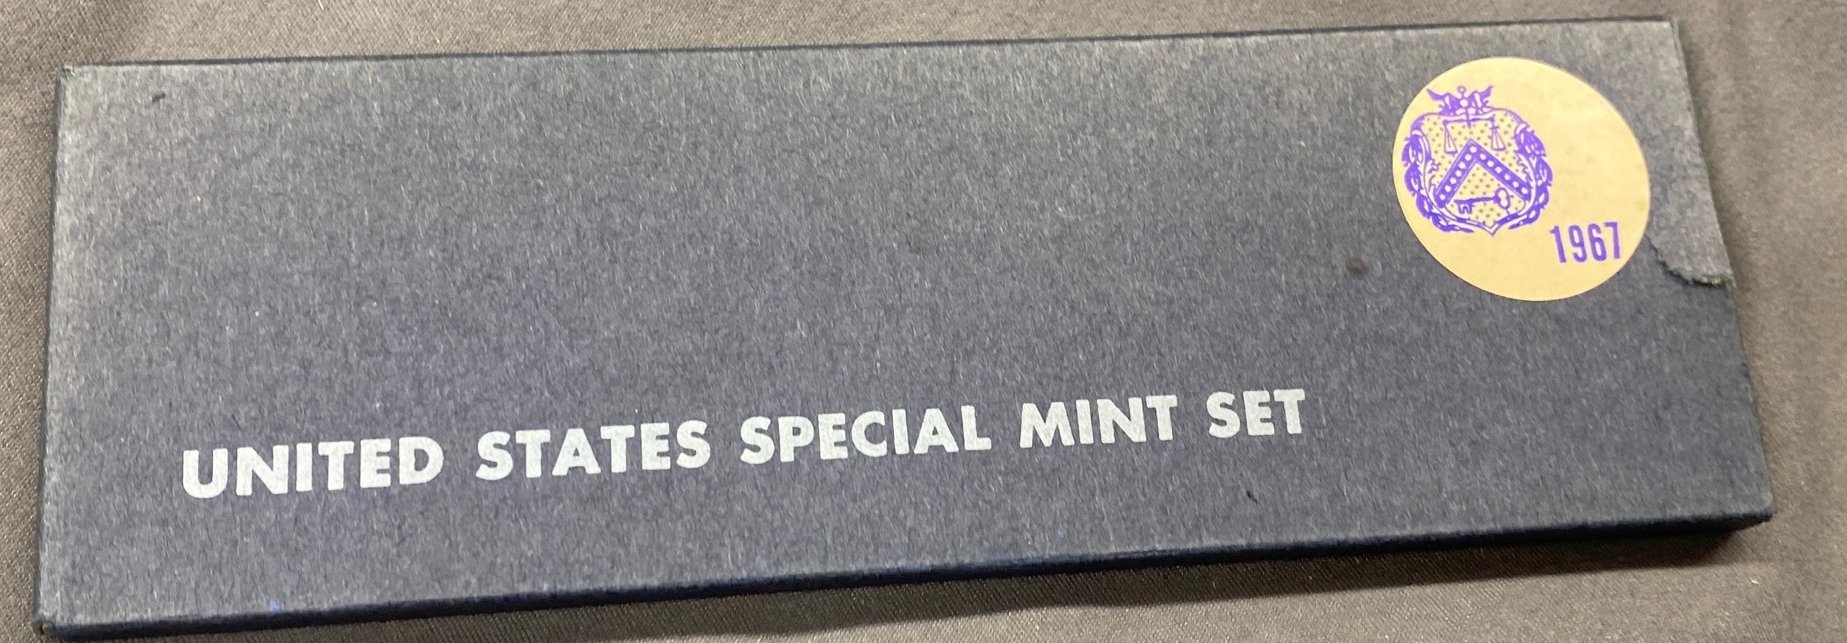 1967
UNITED STATES SPECIAL MINT SET